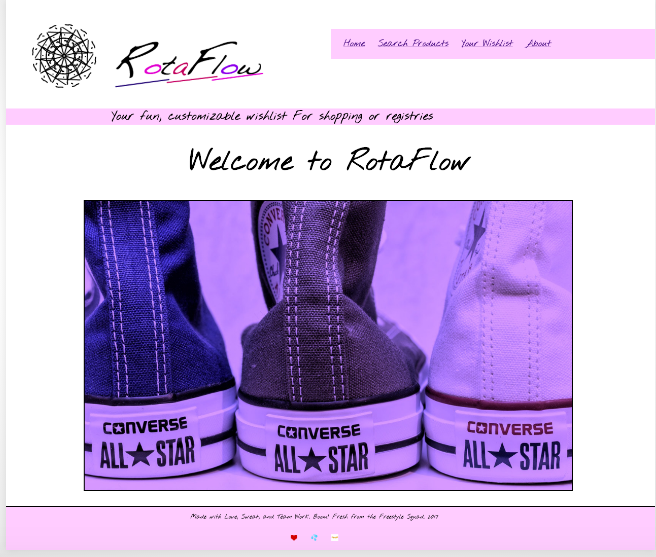 RotaFlow
Home Search Products Your Wishlist About
Your fun, customizable wishlist For shopping or registries
Welcome to RotaFlow
CONVERSE
CONVERSE CONVERSE CONVERSE
ALL★STAR ALL★STAR ALL★STAR
Made with Love, Sweat, and Team Work. Boom! Fresh from the Freestyle Squad, 2017